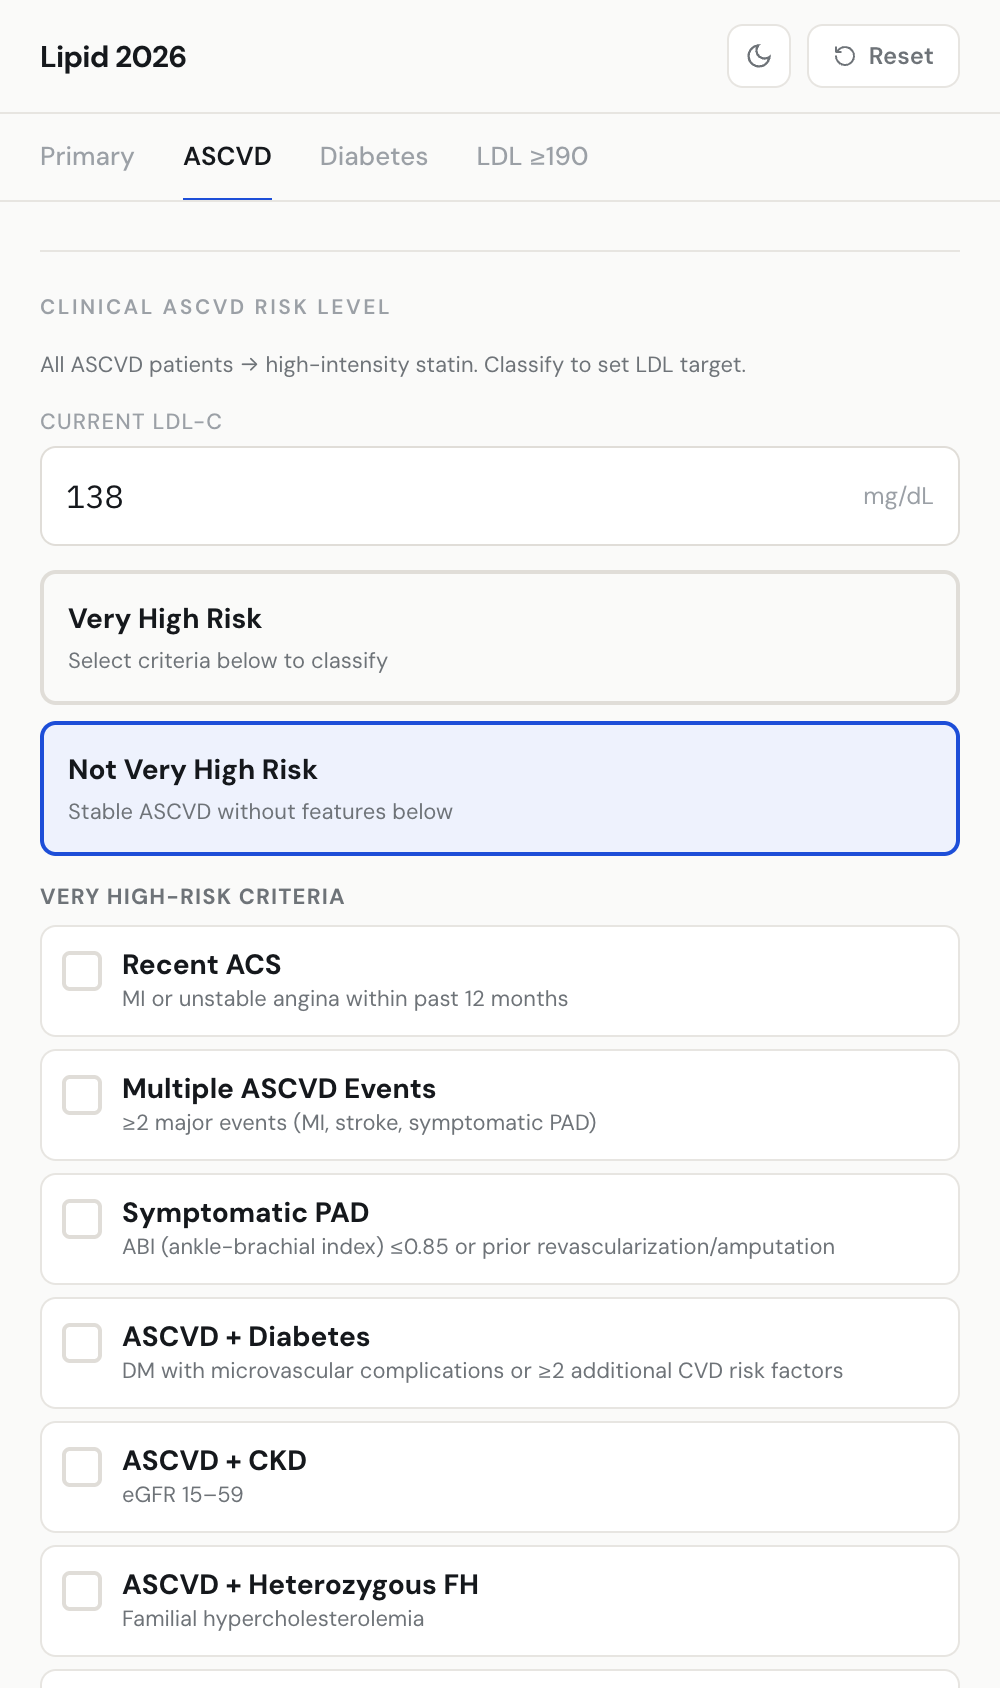 Lipid 2026
Reset
Primary
ASCVD
Diabetes
LDL ≥190
CLINICAL ASCVD RISK LEVEL
All ASCVD patients → high-intensity statin. Classify to set LDL target.
CURRENT LDL-C
138
mg/dL
Very High Risk
Select criteria below to classify
Not Very High Risk
Stable ASCVD without features below
VERY HIGH-RISK CRITERIA
Recent ACS
MI or unstable angina within past 12 months
Multiple ASCVD Events
≥2 major events (MI, stroke, symptomatic PAD)
Symptomatic PAD
ABI (ankle-brachial index) ≤0.85 or prior revascularization/amputation
ASCVD + Diabetes
DM with microvascular complications or ≥2 additional CVD risk factors
ASCVD + CKD
eGFR 15–59
ASCVD + Heterozygous FH
Familial hypercholesterolemia